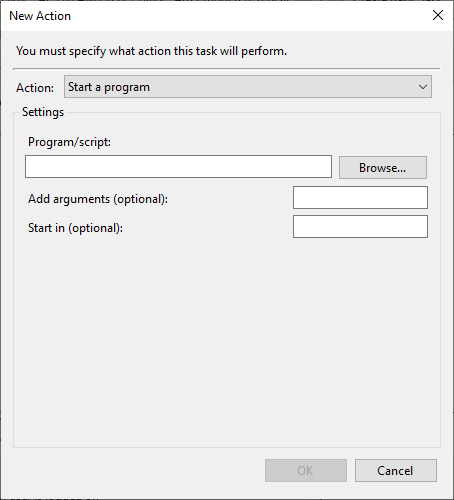 New Action
You must specify what action this task will perform.
Action: Start a program
Settings
Program/script:
Browse...
Add arguments (optional):
Start in (optional):
OK Cancel